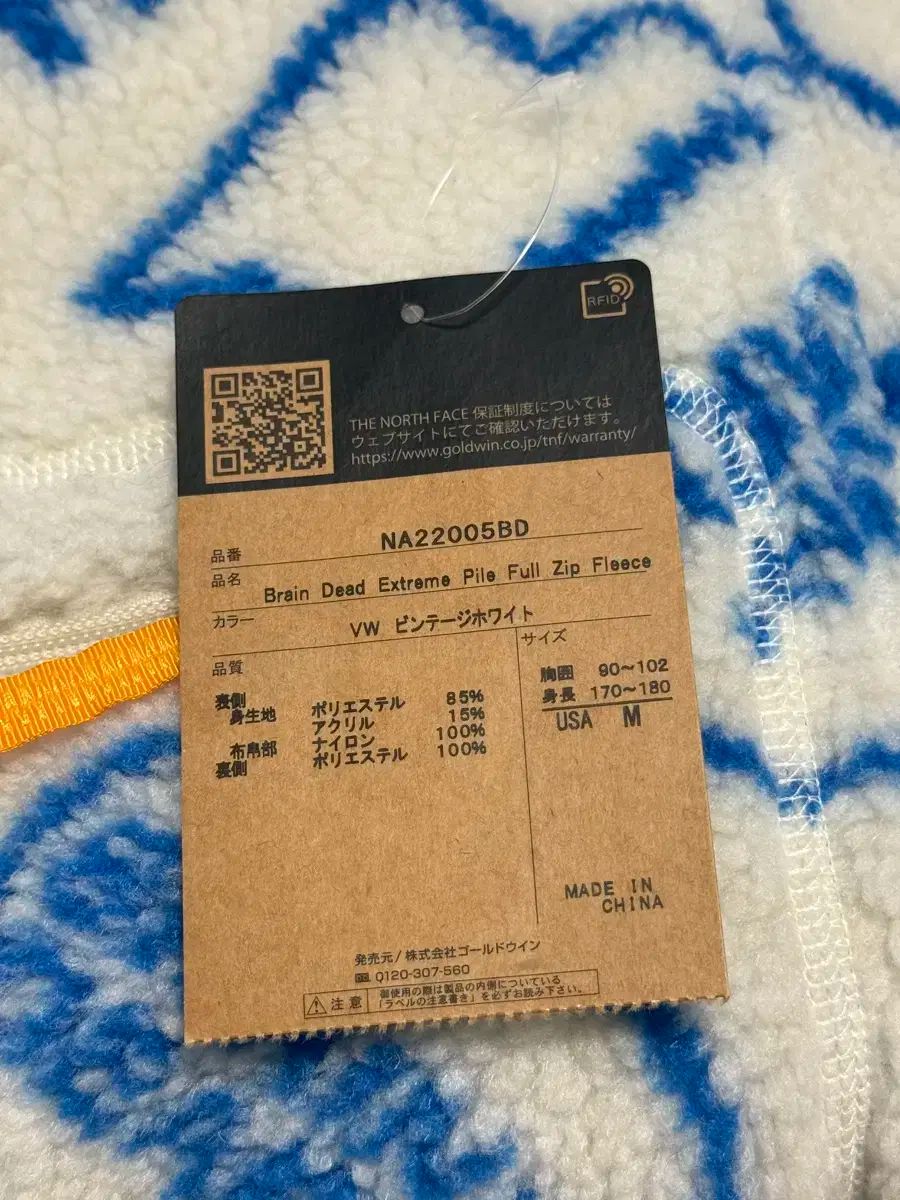 RFID
THE NORTH FACE 保証制度については
ウェブサイトにてご確認いただけます。
https://www.goldwin.co.jp/tnf/warranty/
品番 NA22005BD
品名 Brain Dead Extreme Pile Full Zip Fleece
カラー VW ビンテージホワイト
品質
表側
身生地 ポリエステル 85%
アクリル 15%
布帛部 ナイロン 100%
裏側 ポリエステル 100%
サイズ
胸囲 90~102
身長 170~180
USA M
MADE IN
CHINA
発売元/株式会社ゴールドウイン
0120-307-560
注意 御使用の際は製品の内側についている
「ラベルの注意書き」を必ずお読み下さい。